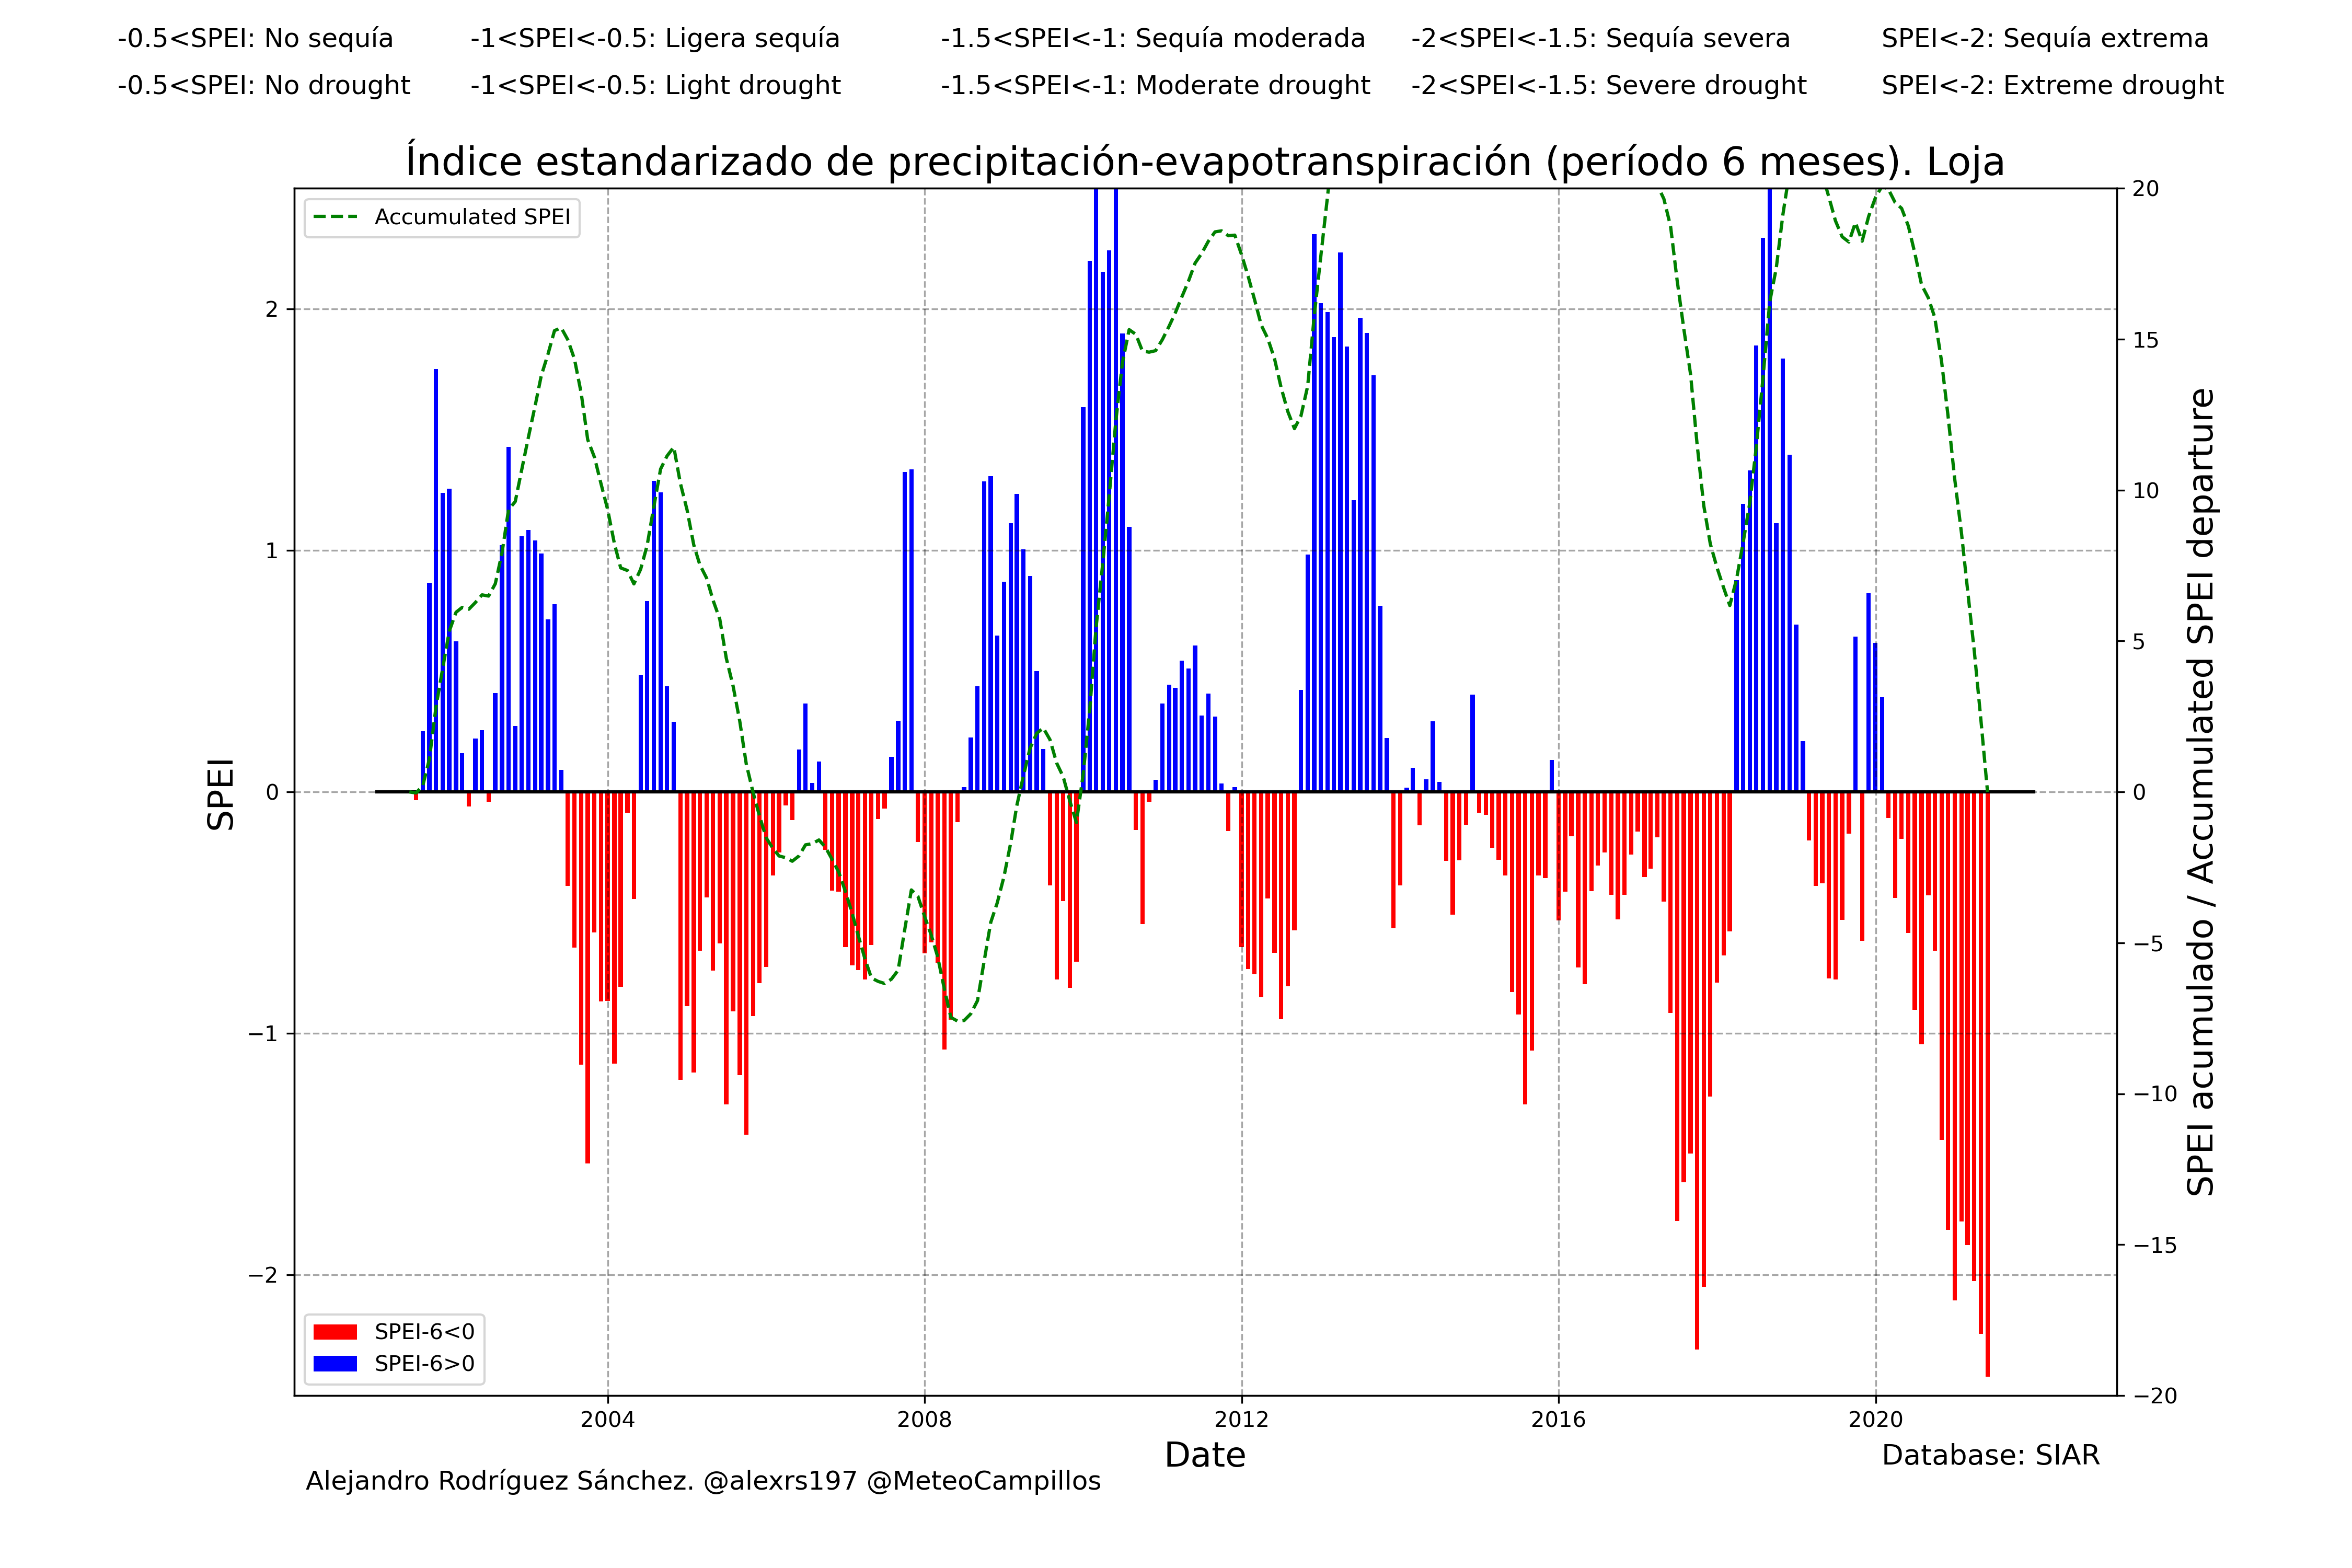 -0.5<SPEI: No sequía -1<SPEI<-0.5: Ligera sequía -1.5<SPEI<-1: Sequía moderada -2<SPEI<-1.5: Sequía severa SPEI<-2: Sequía extrema
-0.5<SPEI: No drought -1<SPEI<-0.5: Light drought -1.5<SPEI<-1: Moderate drought -2<SPEI<-1.5: Severe drought SPEI<-2: Extreme drought
Índice estandarizado de precipitación-evapotranspiración (período 6 meses). Loja
Accumulated SPEI
SPEI
2
1
0
−1
−2
20
15
10
5
0
−5
−10
−15
−20
SPEI acumulado / Accumulated SPEI departure
SPEI-6<0
SPEI-6>0
2004 2008 2012 2016 2020
Date
Database: SIAR
Alejandro Rodríguez Sánchez. @alexrs197 @MeteoCampillos